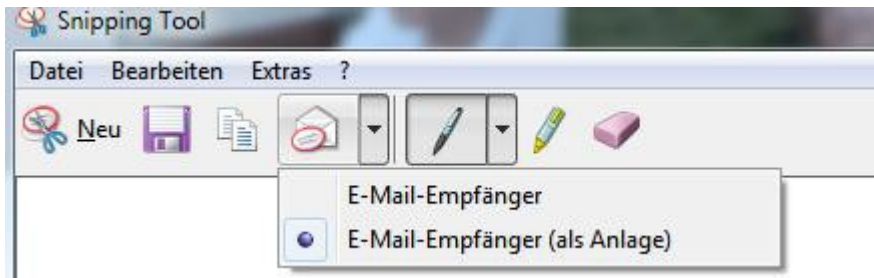 Snipping Tool
Datei Bearbeiten Extras ?
Neu
E-Mail-Empfänger
E-Mail-Empfänger (als Anlage)